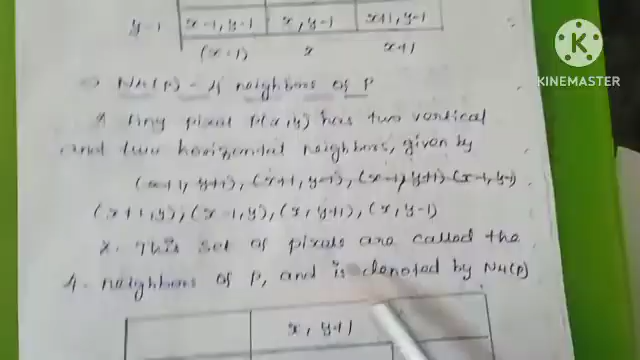 y-1 x-1, y-1 x, y-1 x+1, y-1
(x-1) x x+1
KINEMASTER
N4(P) - 4 neighbors of P
* Any pixel P(x,y) has two vertical
and two horizontal neighbors, given by
(x+1, y+1), (x+1, y-1), (x-1, y+1) (x-1, y-1)
(x+1, y), (x-1, y), (x, y+1), (x, y-1)
* This set of pixels are called the
4- neighbors of P, and is denoted by N4(P)
x, y+1